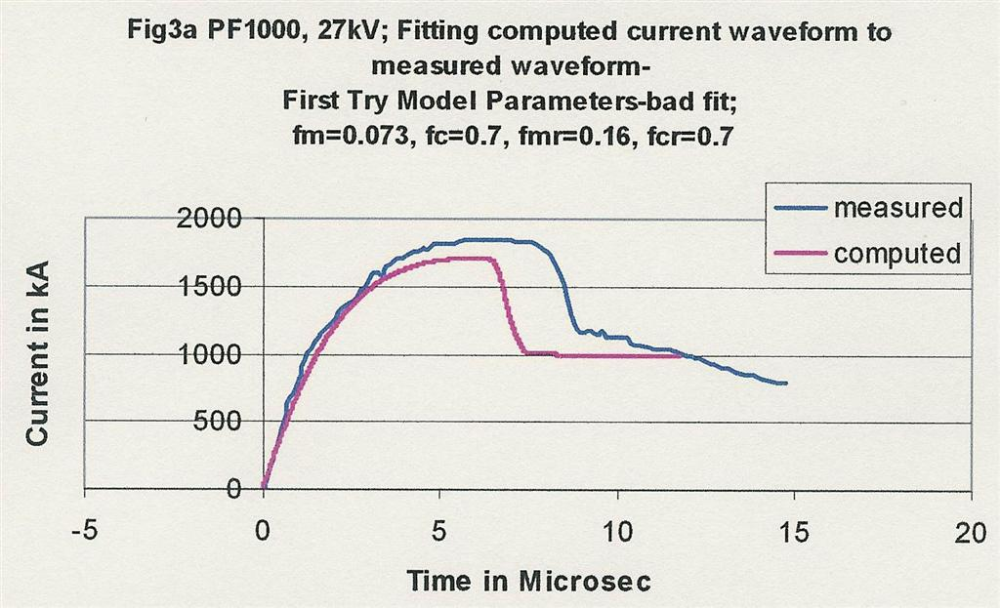 Fig3a PF1000, 27kV; Fitting computed current waveform to
measured waveform-
First Try Model Parameters-bad fit;
fm=0.073, fc=0.7, fmr=0.16, fcr=0.7
measured
computed
Current in kA
2000
1500
1000
500
0
-5
0
5
10
15
20
Time in Microsec